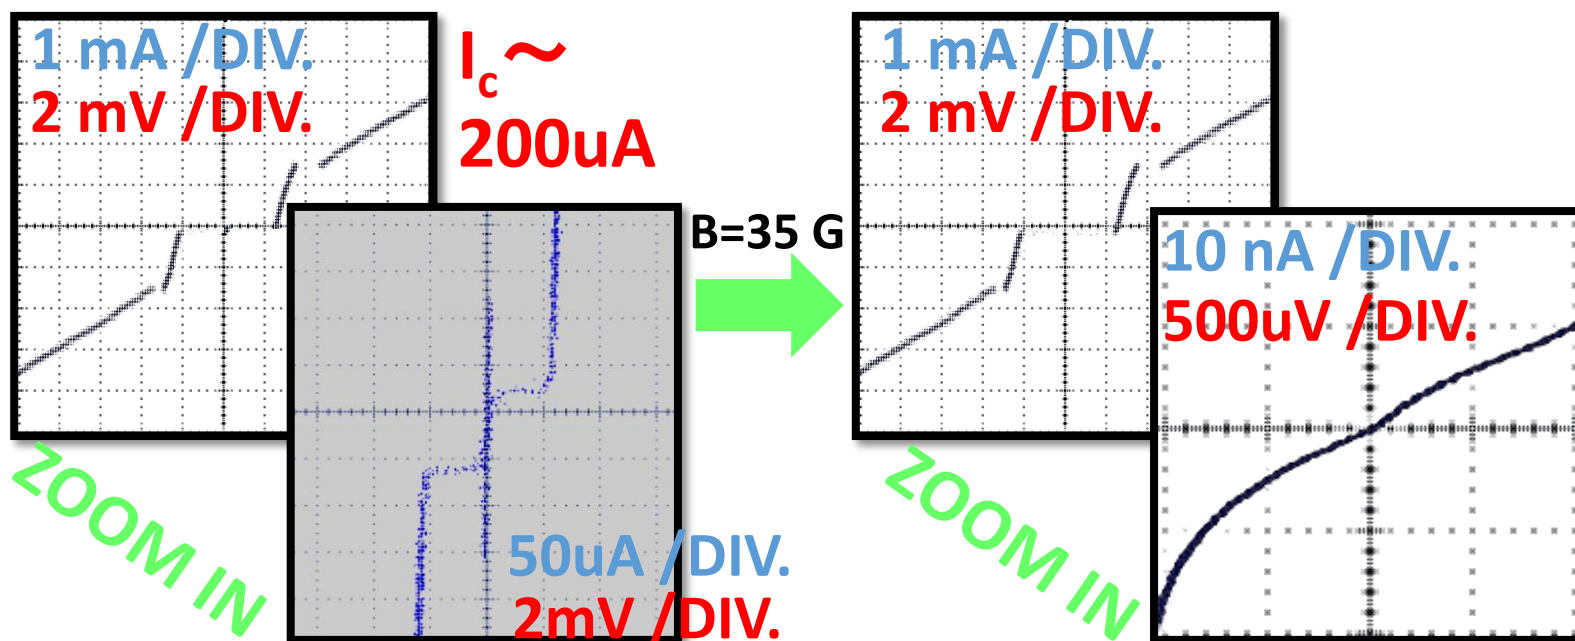 1 mA /DIV.
2 mV /DIV.
I_c ~
200uA
ZOOM IN
50uA /DIV.
2mV /DIV.
B=35 G
1 mA /DIV.
2 mV /DIV.
ZOOM IN
10 nA /DIV.
500uV /DIV.